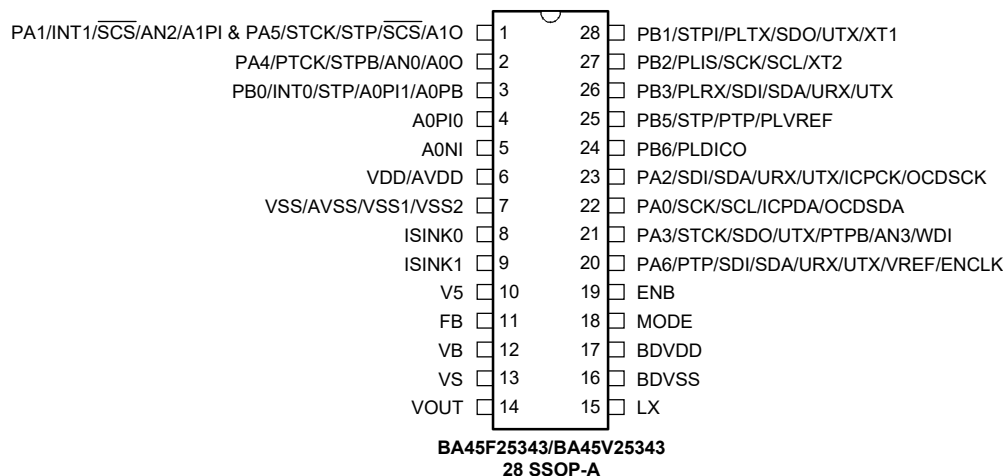 PA1/INT1/SCS/AN2/A1PI & PA5/STCK/STP/SCS/A1O 1 28 PB1/STPI/PLTX/SDO/UTX/XT1
PA4/PTCK/STPB/AN0/A0O 2 27 PB2/PLIS/SCK/SCL/XT2
PB0/INT0/STP/A0PI1/A0PB 3 26 PB3/PLRX/SDI/SDA/URX/UTX
A0PI0 4 25 PB5/STP/PTP/PLVREF
A0NI 5 24 PB6/PLDICO
VDD/AVDD 6 23 PA2/SDI/SDA/URX/UTX/ICPCK/OCDSCK
VSS/AVSS/VSS1/VSS2 7 22 PA0/SCK/SCL/ICPDA/OCDSDA
ISINK0 8 21 PA3/STCK/SDO/UTX/PTPB/AN3/WDI
ISINK1 9 20 PA6/PTP/SDI/SDA/URX/UTX/VREF/ENCLK
V5 10 19 ENB
FB 11 18 MODE
VB 12 17 BDVDD
VS 13 16 BDVSS
VOUT 14 15 LX
BA45F25343/BA45V25343
28 SSOP-A